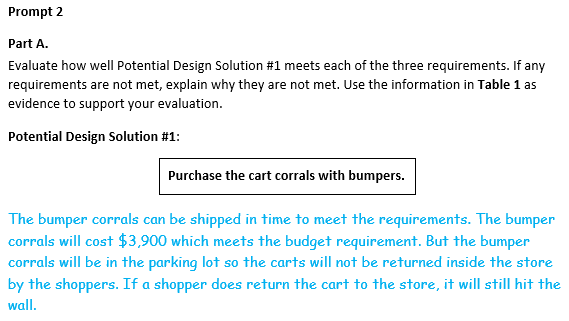 Prompt 2
Part A.
Evaluate how well Potential Design Solution #1 meets each of the three requirements. If any
requirements are not met, explain why they are not met. Use the information in Table 1 as
evidence to support your evaluation.
Potential Design Solution #1:
Purchase the cart corrals with bumpers.
The bumper corrals can be shipped in time to meet the requirements. The bumper
corrals will cost $3,900 which meets the budget requirement. But the bumper
corrals will be in the parking lot so the carts will not be returned inside the store
by the shoppers. If a shopper does return the cart to the store, it will still hit the
wall.